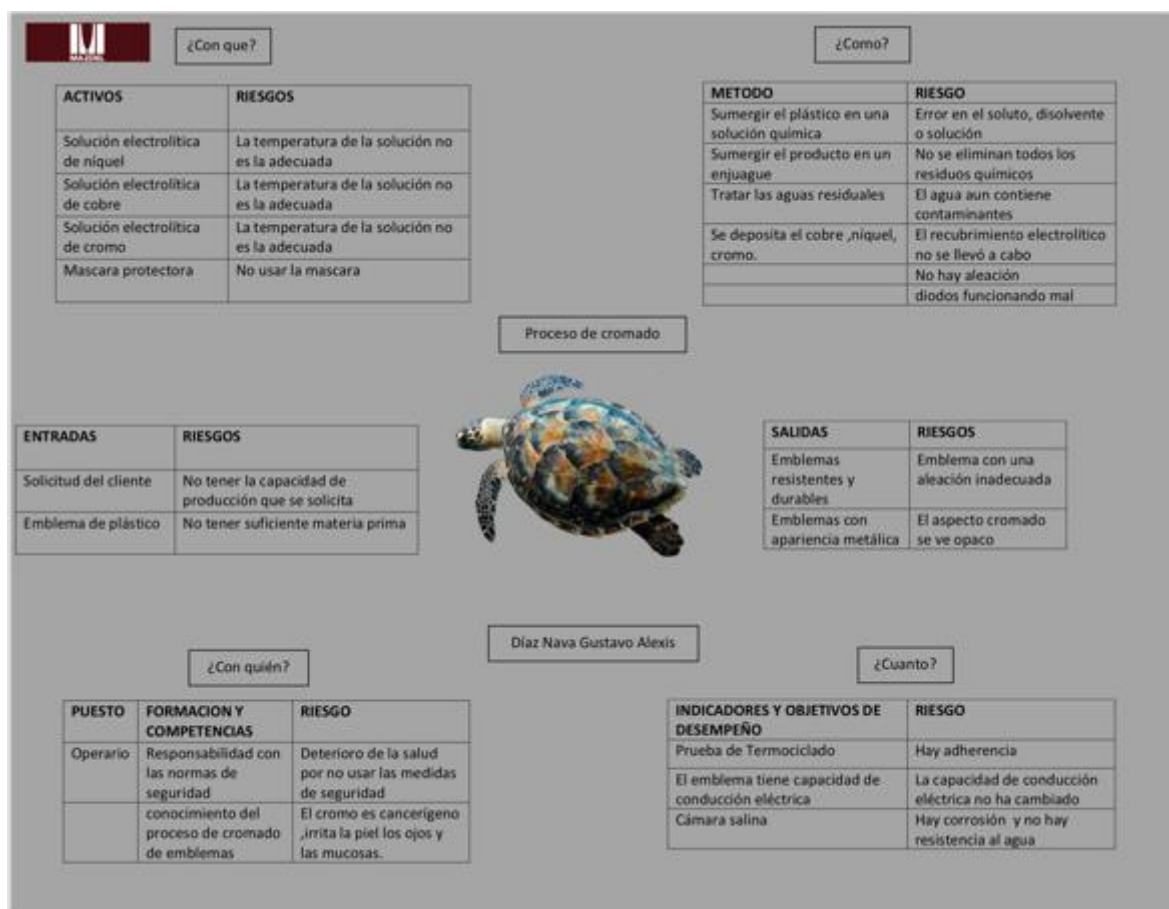 ¿Con que?
¿Como?
ACTIVOS
RIESGOS
Solución electrolítica
de níquel
La temperatura de la solución no
es la adecuada
Solución electrolítica
de cobre
La temperatura de la solución no
es la adecuada
Solución electrolítica
de cromo
La temperatura de la solución no
es la adecuada
Mascara protectora
No usar la mascara
METODO
RIESGO
Sumergir el plástico en una
solución química
Error en el soluto, disolvente
o solución
Sumergir el producto en un
enjuague
No se eliminan todos los
residuos químicos
Tratar las aguas residuales
El agua aun contiene
contaminantes
Se deposita el cobre ,níquel,
cromo.
El recubrimiento electrolítico
no se llevó a cabo
No hay aleación
diodos funcionando mal
Proceso de cromado
ENTRADAS
RIESGOS
Solicitud del cliente
No tener la capacidad de
producción que se solicita
Emblema de plástico
No tener suficiente materia prima
SALIDAS
RIESGOS
Emblemas
resistentes y
durables
Emblema con una
aleación inadecuada
Emblemas con
apariencia metálica
El aspecto cromado
se ve opaco
Díaz Nava Gustavo Alexis
¿Con quién?
¿Cuanto?
PUESTO
FORMACION Y
COMPETENCIAS
RIESGO
Operario
Responsabilidad con
las normas de
seguridad
Deterioro de la salud
por no usar las medidas
de seguridad
conocimiento del
proceso de cromado
de emblemas
El cromo es cancerígeno
,irrita la piel los ojos y
las mucosas.
INDICADORES Y OBJETIVOS DE
DESEMPEÑO
RIESGO
Prueba de Termociclado
Hay adherencia
El emblema tiene capacidad de
conducción eléctrica
La capacidad de conducción
eléctrica no ha cambiado
Cámara salina
Hay corrosión y no hay
resistencia al agua